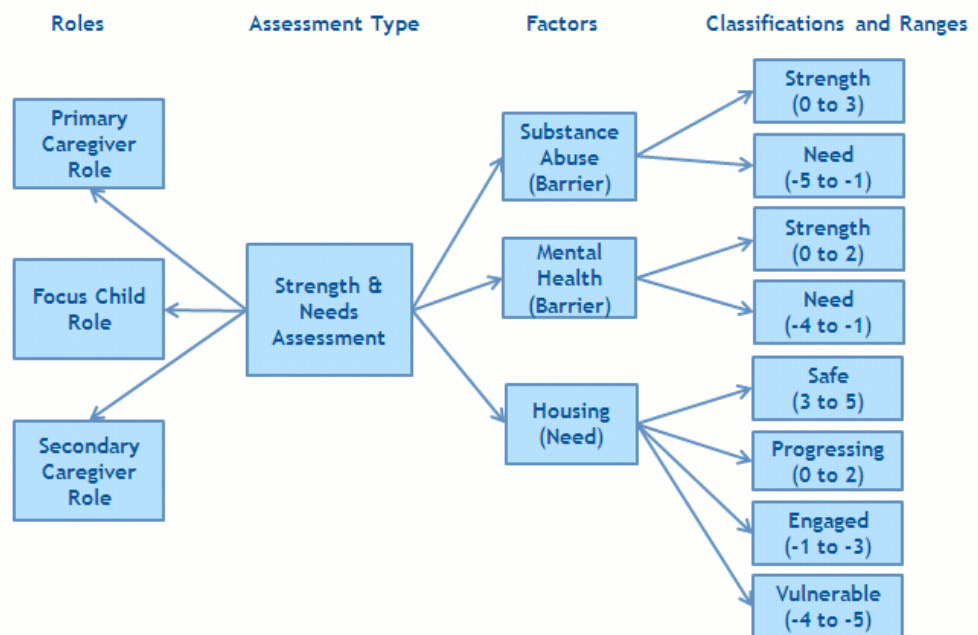 Roles
Assessment Type
Factors
Classifications and Ranges
Primary
Caregiver
Role
Focus Child
Role
Secondary
Caregiver
Role
Strength &
Needs
Assessment
Substance
Abuse
(Barrier)
Mental
Health
(Barrier)
Housing
(Need)
Strength
(0 to 3)
Need
(-5 to -1)
Strength
(0 to 2)
Need
(-4 to -1)
Safe
(3 to 5)
Progressing
(0 to 2)
Engaged
(-1 to -3)
Vulnerable
(-4 to -5)